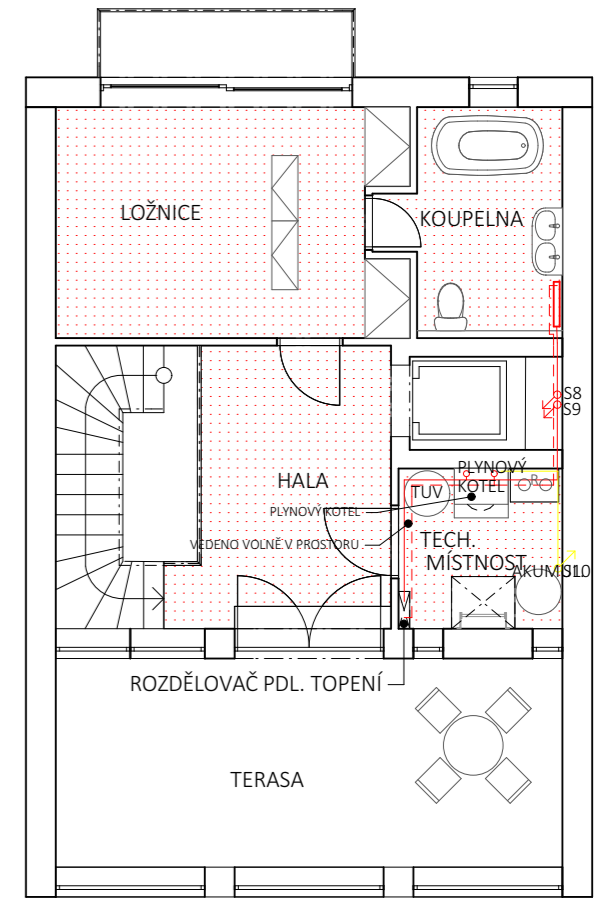 LOŽNICE
KOUPELNA
S8
S9
PLYNOVÝ
KOTEL
R
HALA
TUV
PLYNOVÝ KOTEL
VEDENO VOLNĚ V PROSTORU
TECH.
MÍSTNOST
AKUM.
S10
ROZDĚLOVAČ PDL. TOPENÍ
TERASA